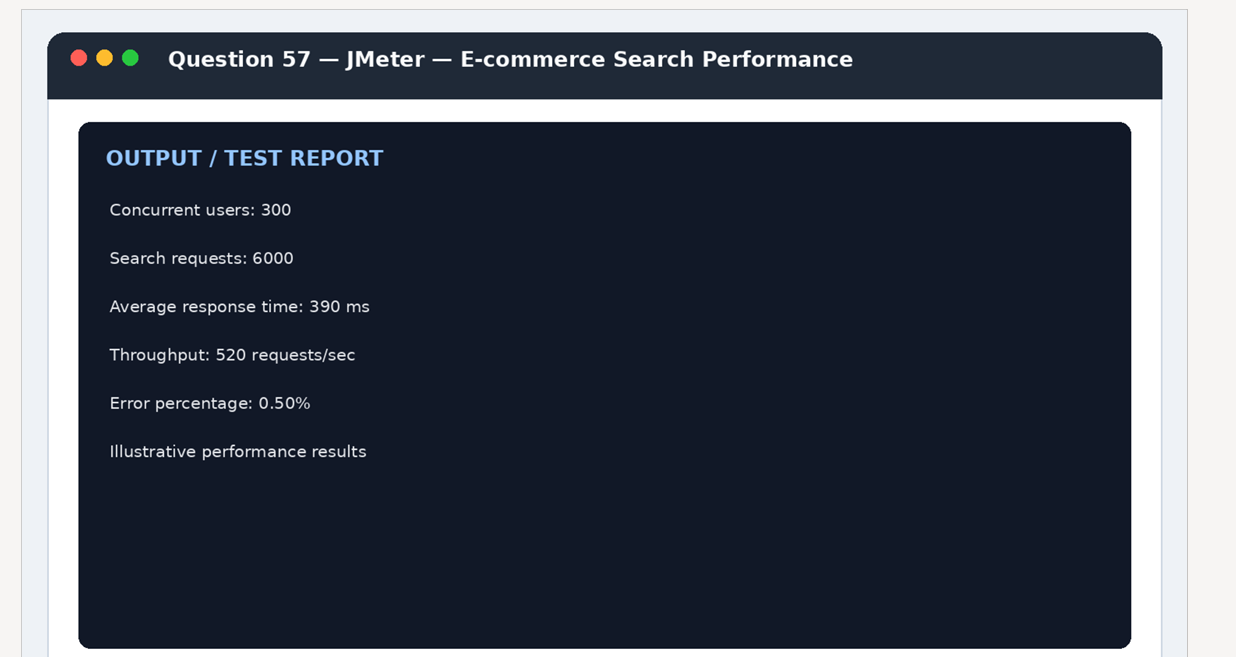 Question 57 — JMeter — E-commerce Search Performance
OUTPUT / TEST REPORT
Concurrent users: 300
Search requests: 6000
Average response time: 390 ms
Throughput: 520 requests/sec
Error percentage: 0.50%
Illustrative performance results